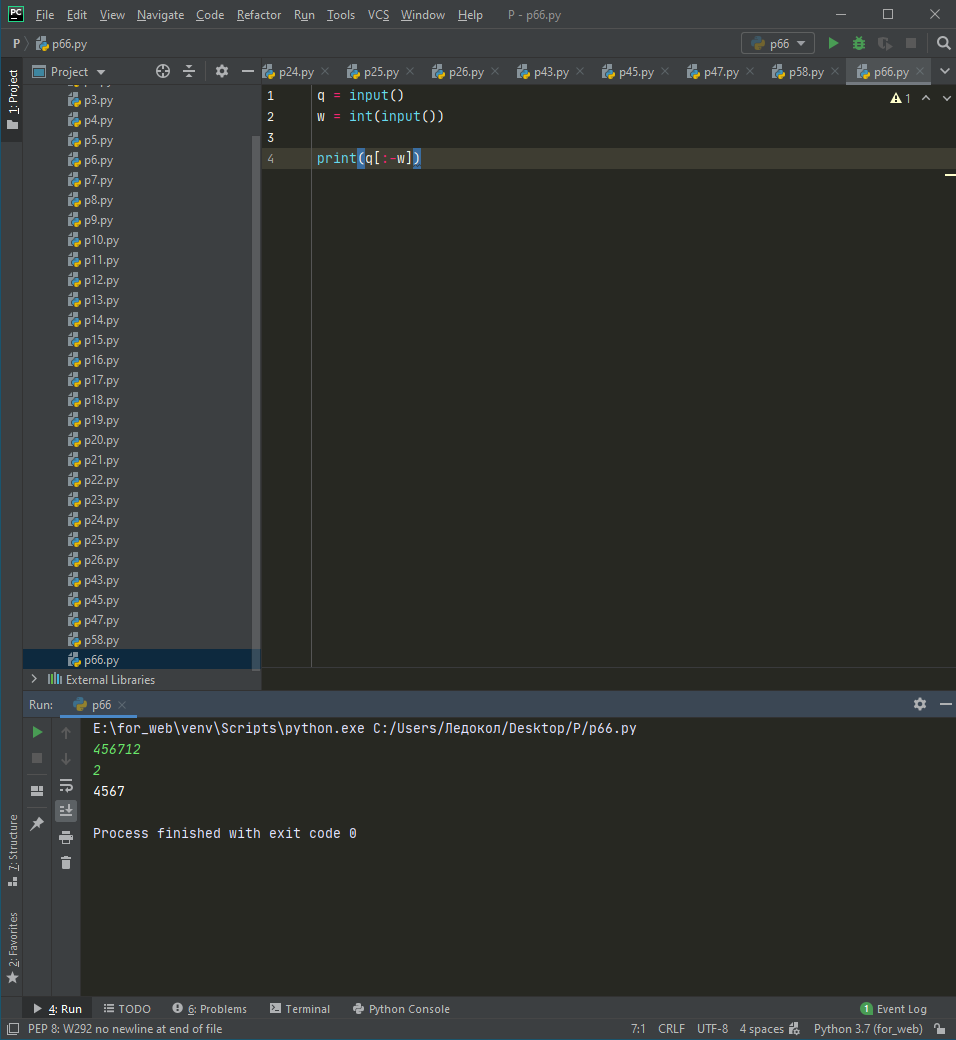 PC File Edit View Navigate Code Refactor Run Tools VCS Window Help P - p66.py
P p66.py
p66
1: Project
Project
p24.py p25.py p26.py p43.py p45.py p47.py p58.py p66.py
p3.py
p4.py
p5.py
p6.py
p7.py
p8.py
p9.py
p10.py
p11.py
p12.py
p13.py
p14.py
p15.py
p16.py
p17.py
p18.py
p19.py
p20.py
p21.py
p22.py
p23.py
p24.py
p25.py
p26.py
p43.py
p45.py
p47.py
p58.py
p66.py
External Libraries
1 q = input()
2 w = int(input())
3
4 print(q[:-w])
1
Run: p66
E:\for_web\venv\Scripts\python.exe C:/Users/Ледокол/Desktop/P/p66.py
456712
2
4567
Process finished with exit code 0
7: Structure
2: Favorites
4: Run TODO 6: Problems Terminal Python Console 1 Event Log
PEP 8: W292 no newline at end of file 7:1 CRLF UTF-8 4 spaces Python 3.7 (for_web)